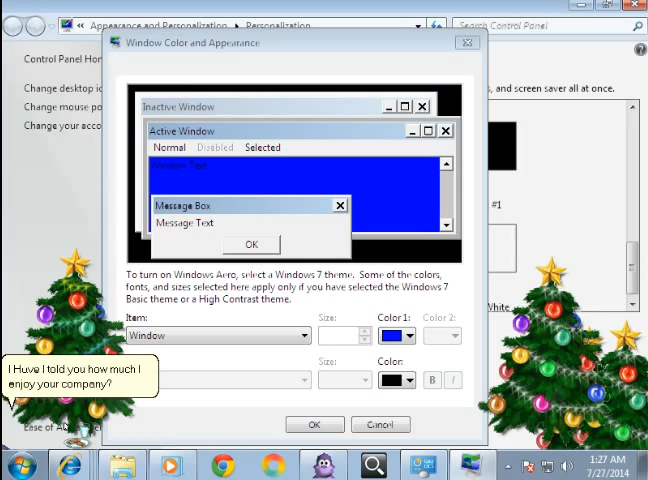 Appearance and Personalization
Personalization
Search Control Panel
Window Color and Appearance
Control Panel Hor
Change desktop ic
Change mouse po
Change your acco
s, and screen saver all at once.
Inactive Window
Active Window
Normal Disabled Selected
Window Text
Message Box
Message Text
OK
#1
To turn on Windows Aero, select a Windows 7 theme. Some of the colors,
fonts, and sizes selected here apply only if you have selected the Windows 7
Basic theme or a High Contrast theme.
White
Item: Size: Color 1: Color 2:
Window
Size: Color:
B I
I Have I told you how much I
enjoy your company?
OK Cancel
Ease of A
1:27 AM
7/27/2014